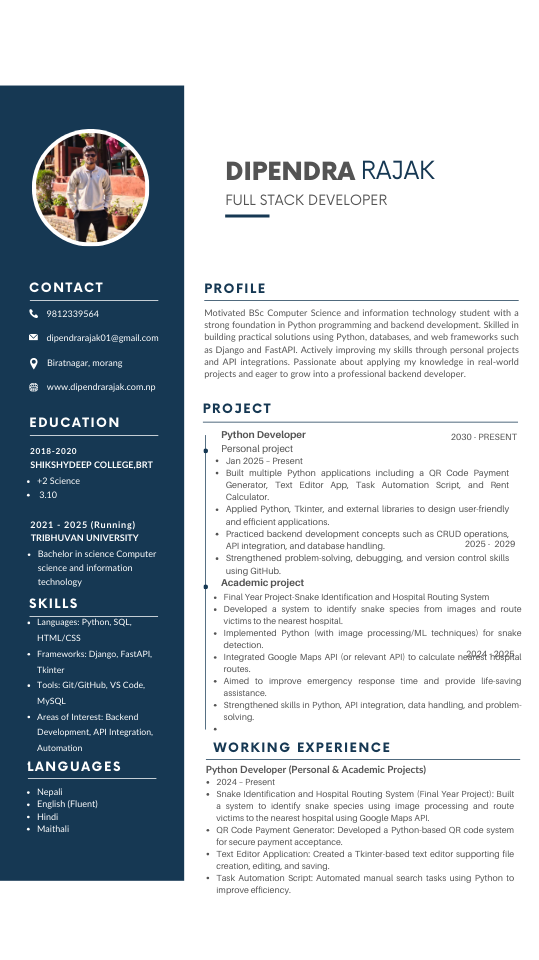 DIPENDRA RAJAK
FULL STACK DEVELOPER
CONTACT
9812339564
dipendrarajak01@gmail.com
Biratnagar, morang
www.dipendrarajak.com.np
EDUCATION
2018-2020
SHIKSHYDEEP COLLEGE,BRT
• +2 Science
• 3.10
2021 - 2025 (Running)
TRIBHUVAN UNIVERSITY
• Bachelor in science Computer
science and information
technology
SKILLS
• Languages: Python, SQL,
HTML/CSS
• Frameworks: Django, FastAPI,
Tkinter
• Tools: Git/GitHub, VS Code,
MySQL
• Areas of Interest: Backend
Development, API Integration,
Automation
LANGUAGES
• Nepali
• English (Fluent)
• Hindi
• Maithali
PROFILE
Motivated BSc Computer Science and information technology student with a
strong foundation in Python programming and backend development. Skilled in
building practical solutions using Python, databases, and web frameworks such
as Django and FastAPI. Actively improving my skills through personal projects
and API integrations. Passionate about applying my knowledge in real-world
projects and eager to grow into a professional backend developer.
PROJECT
Python Developer
2030 - PRESENT
Personal project
• Jan 2025 – Present
• Built multiple Python applications including a QR Code Payment
Generator, Text Editor App, Task Automation Script, and Rent
Calculator.
• Applied Python, Tkinter, and external libraries to design user-friendly
and efficient applications.
• Practiced backend development concepts such as CRUD operations,
API integration, and database handling.
2025 - 2029
• Strengthened problem-solving, debugging, and version control skills
using GitHub.
Academic project
• Final Year Project-Snake Identification and Hospital Routing System
• Developed a system to identify snake species from images and route
victims to the nearest hospital.
• Implemented Python (with image processing/ML techniques) for snake
detection.
2024 - 2025
• Integrated Google Maps API (or relevant API) to calculate nearest hospital
routes.
• Aimed to improve emergency response time and provide life-saving
assistance.
• Strengthened skills in Python, API integration, data handling, and problem-
solving.
•
WORKING EXPERIENCE
Python Developer (Personal & Academic Projects)
• 2024 – Present
• Snake Identification and Hospital Routing System (Final Year Project): Built
a system to identify snake species using image processing and route
victims to the nearest hospital using Google Maps API.
• QR Code Payment Generator: Developed a Python-based QR code system
for secure payment acceptance.
• Text Editor Application: Created a Tkinter-based text editor supporting file
creation, editing, and saving.
• Task Automation Script: Automated manual search tasks using Python to
improve efficiency.